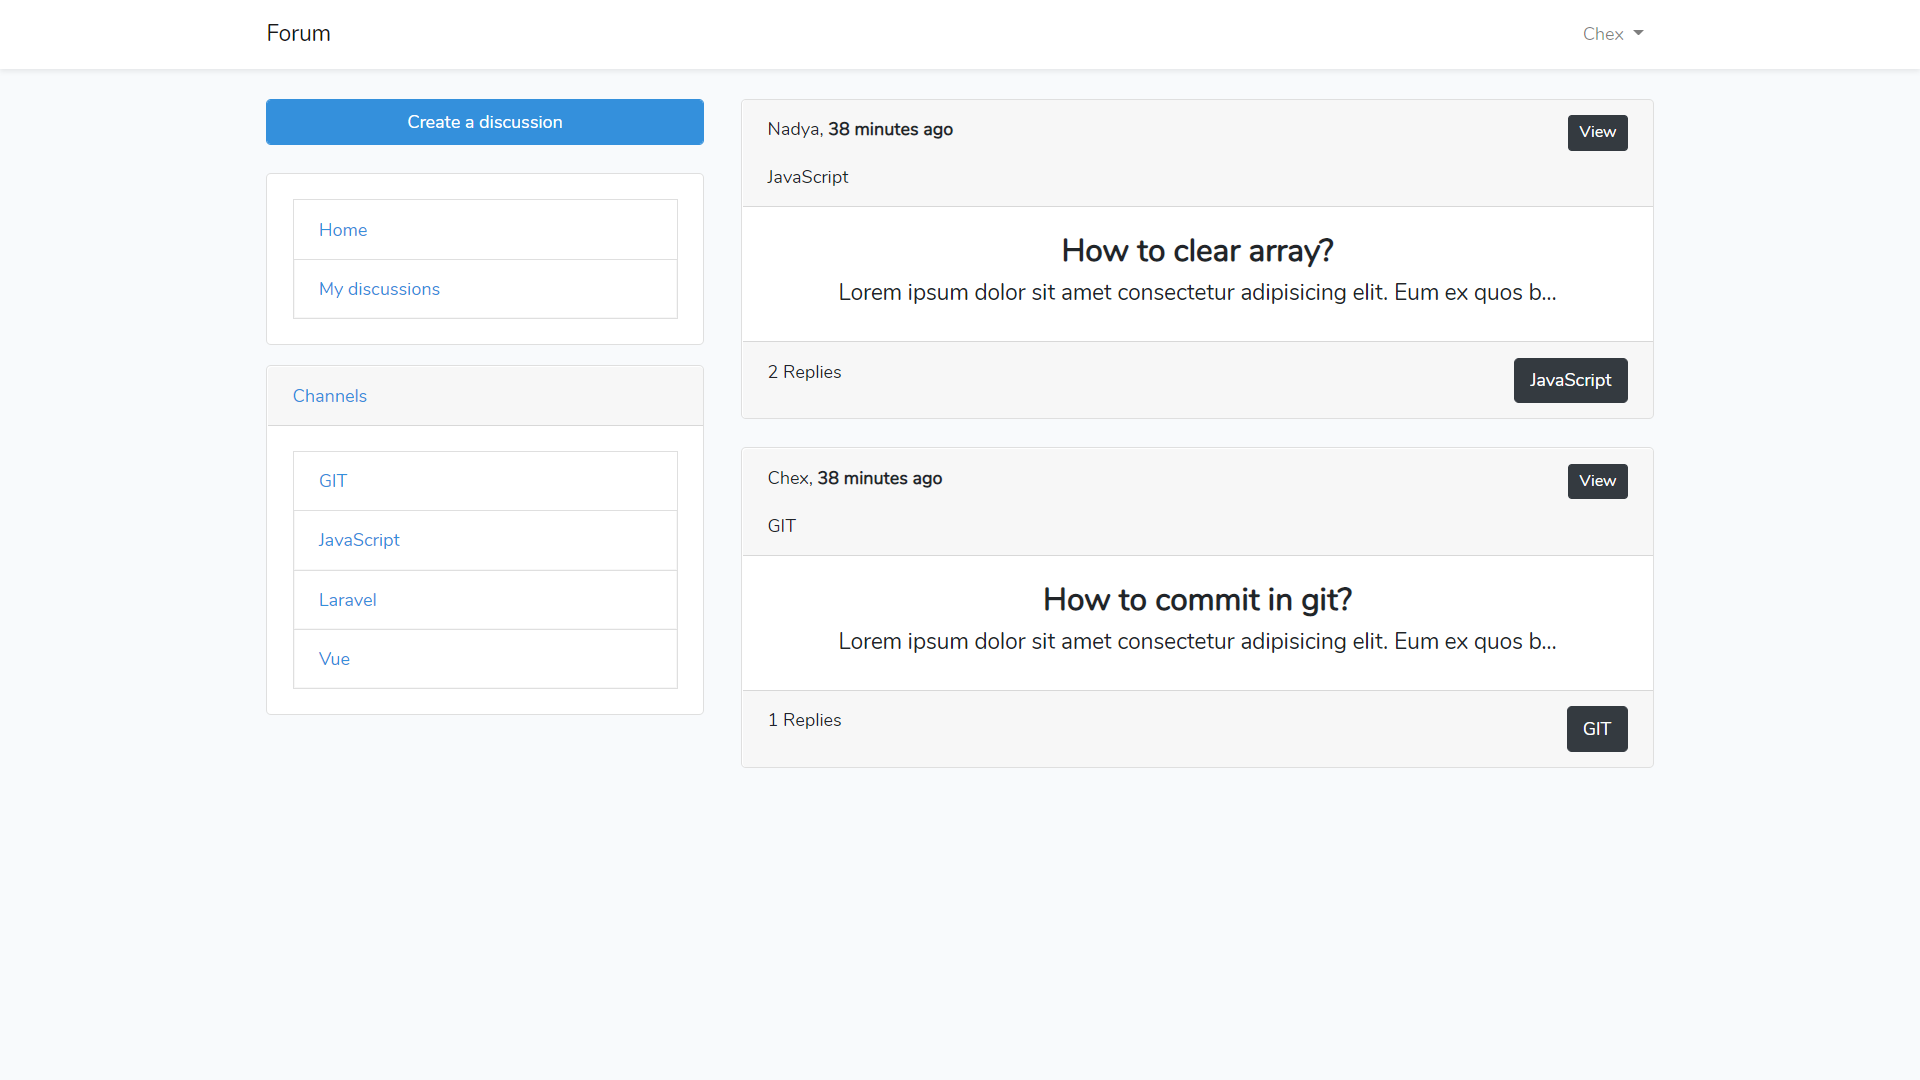 Forum
Chex
Create a discussion
Home
My discussions
Channels
GIT
JavaScript
Laravel
Vue
Nadya, 38 minutes ago
View
JavaScript
How to clear array?
Lorem ipsum dolor sit amet consectetur adipisicing elit. Eum ex quos b...
2 Replies
JavaScript
Chex, 38 minutes ago
View
GIT
How to commit in git?
Lorem ipsum dolor sit amet consectetur adipisicing elit. Eum ex quos b...
1 Replies
GIT